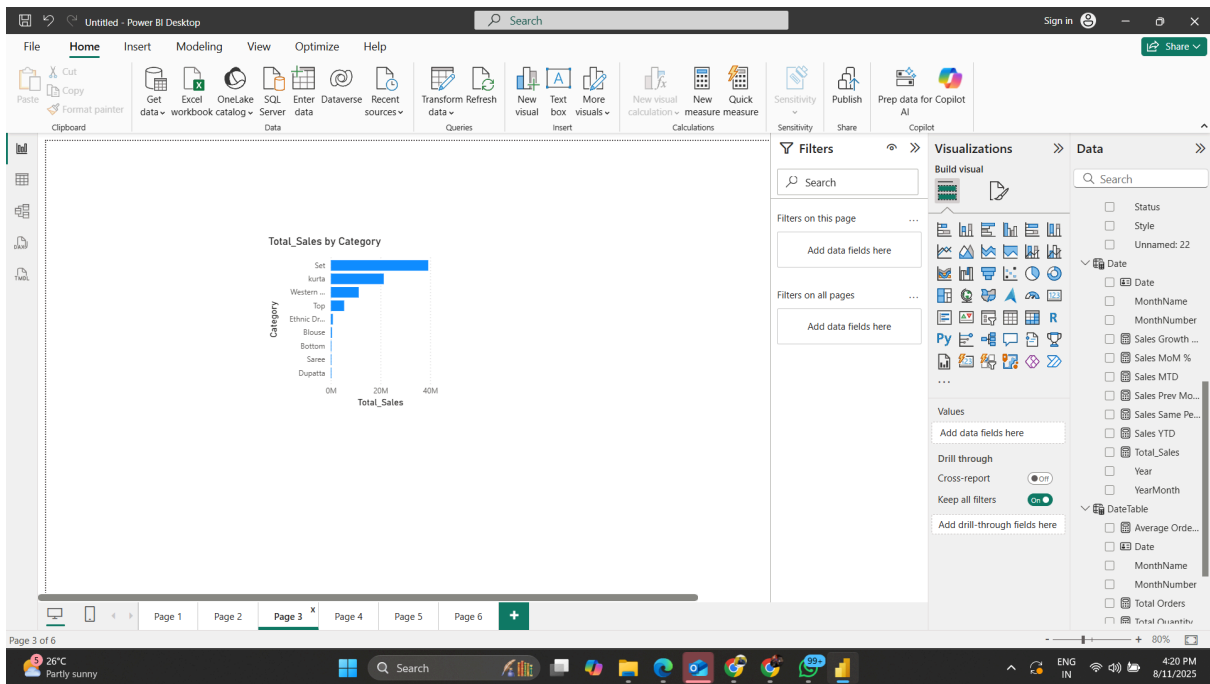 Untitled - Power BI Desktop
Search
Sign in
File Home Insert Modeling View Optimize Help
Share
Paste
Cut
Copy
Format painter
Clipboard
Get data
Excel workbook
OneLake catalog
SQL Server
Enter data
Dataverse
Recent sources
Data
Transform data
Refresh
Queries
New visual
Text box
More visuals
Insert
New visual calculation
New measure
Quick measure
Calculations
Sensitivity
Sensitivity
Publish
Share
Prep data for AI
Copilot
Copilot
DAX
TMDL
Total_Sales by Category
Category
Set
kurta
Western ...
Top
Ethnic Dr...
Blouse
Bottom
Saree
Dupatta
0M 20M 40M
Total_Sales
Filters
Search
Filters on this page ...
Add data fields here
Filters on all pages ...
Add data fields here
Visualizations
Build visual
123
R
Py
123
...
Values
Add data fields here
Drill through
Cross-report Off
Keep all filters On
Add drill-through fields here
Data
Search
Status
Style
Unnamed: 22
Date
Date
MonthName
MonthNumber
Sales Growth ...
Sales MoM %
Sales MTD
Sales Prev Mo...
Sales Same Pe...
Sales YTD
Total_Sales
Year
YearMonth
DateTable
Average Orde...
Date
MonthName
MonthNumber
Total Orders
Total Quantity
Page 1 Page 2 Page 3 x Page 4 Page 5 Page 6 +
Page 3 of 6
- + 80%
5
26°C
Partly sunny
Search
99+
ENG
IN
4:20 PM
8/11/2025